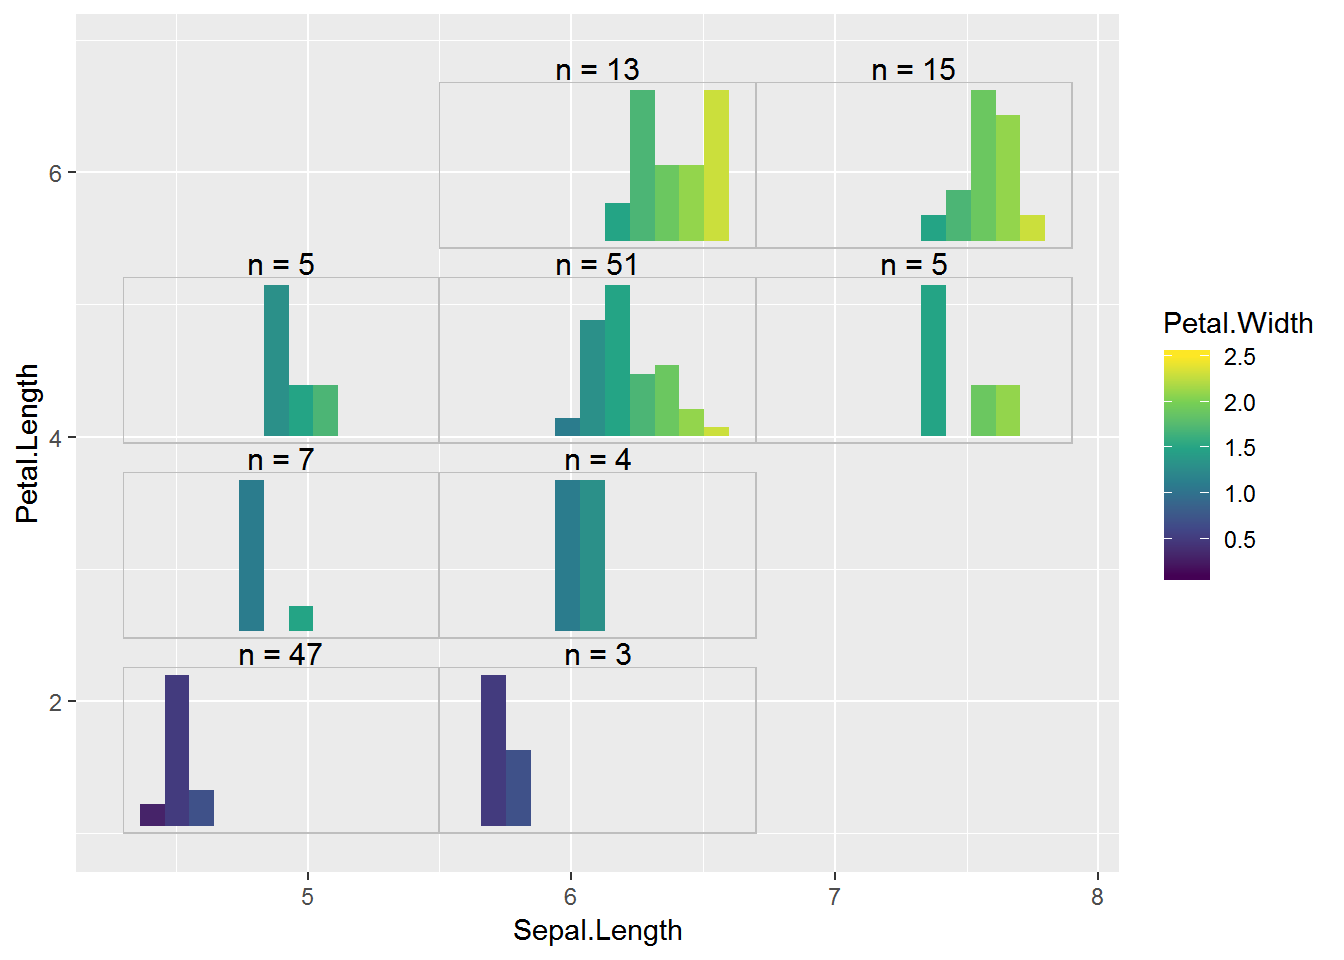 n = 13
n = 15
n = 5
n = 51
n = 5
n = 7
n = 4
n = 47
n = 3
6
4
2
Petal.Length
5
6
7
8
Sepal.Length
Petal.Width
2.5
2.0
1.5
1.0
0.5